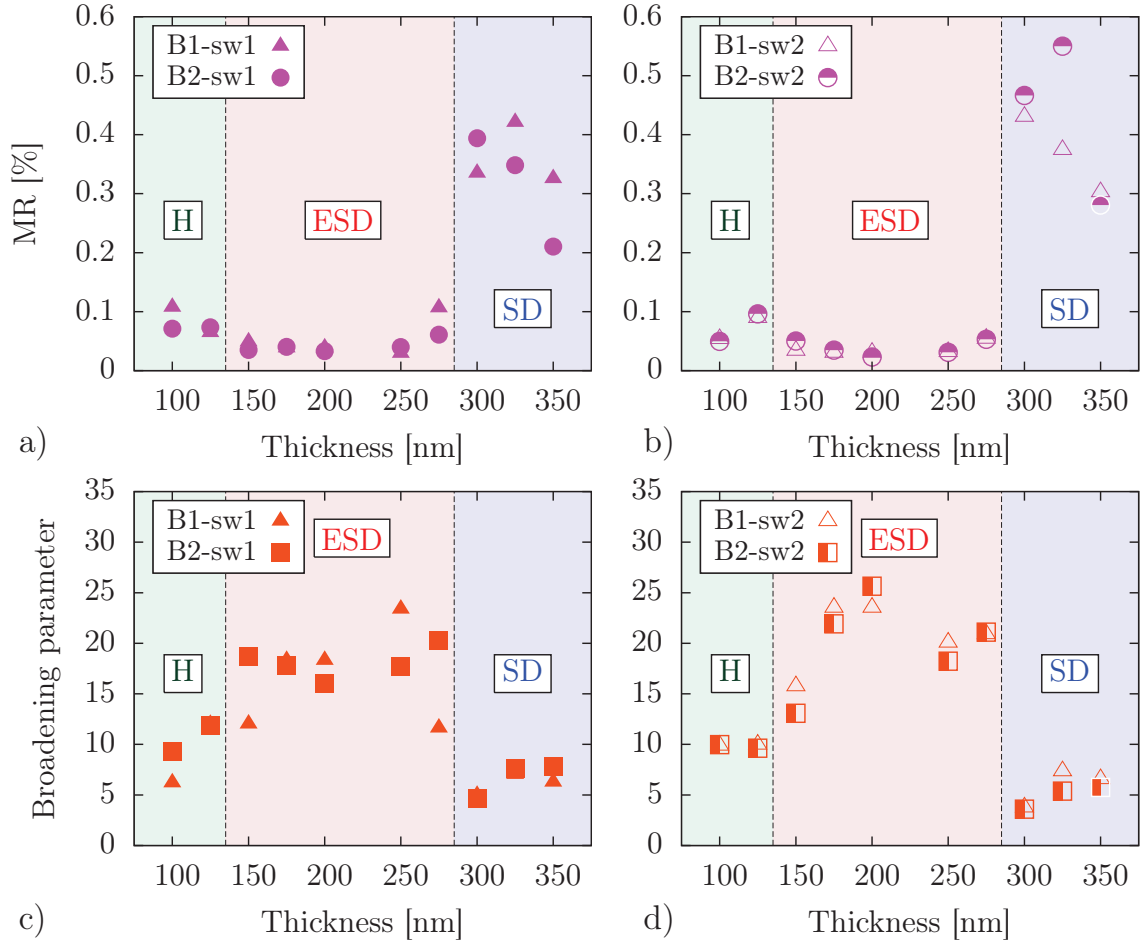 0.6
0.5
0.4
0.3
0.2
0.1
0
MR [%]
B1-sw1
B2-sw1
H
ESD
SD
100 150 200 250 300 350
Thickness [nm]
a)
0.6
0.5
0.4
0.3
0.2
0.1
0
B1-sw2
B2-sw2
H
ESD
SD
100 150 200 250 300 350
Thickness [nm]
b)
35
30
25
20
15
10
5
0
Broadening parameter
B1-sw1
B2-sw1
ESD
H
SD
100 150 200 250 300 350
Thickness [nm]
c)
35
30
25
20
15
10
5
0
B1-sw2
B2-sw2
ESD
H
SD
100 150 200 250 300 350
Thickness [nm]
d)